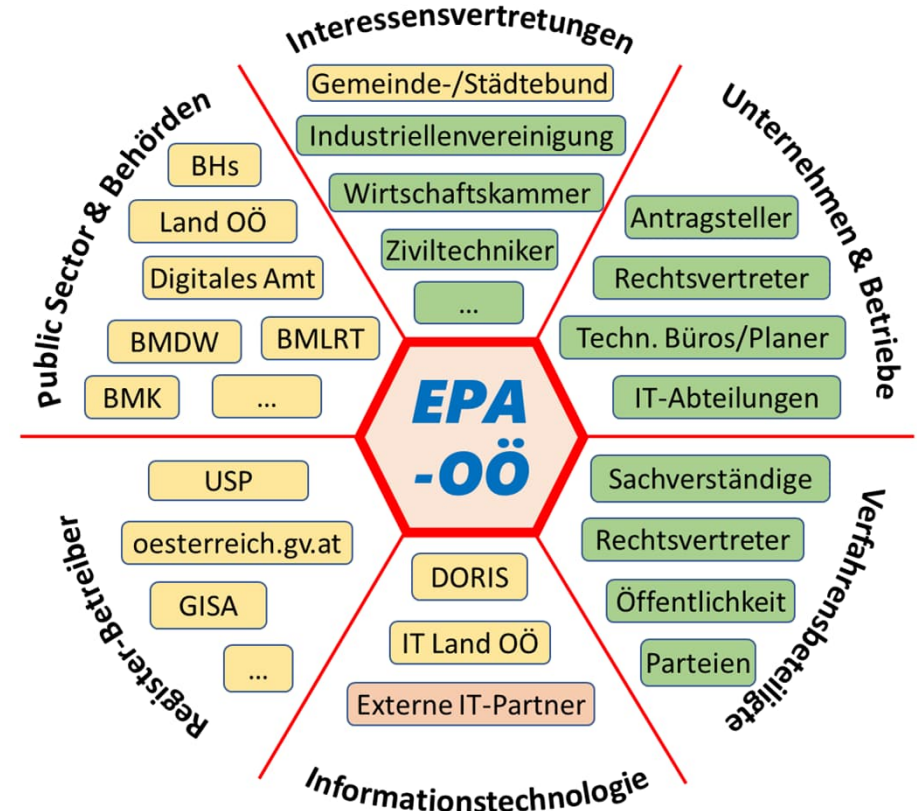 Interessensvertretungen
Gemeinde-/Städtebund
Industriellenvereinigung
Wirtschaftskammer
Ziviltechniker
...
Unternehmen & Betriebe
Antragsteller
Rechtsvertreter
Techn. Büros/Planer
IT-Abteilungen
Verfahrensbeteiligte
Sachverständige
Rechtsvertreter
Öffentlichkeit
Parteien
Informationstechnologie
DORIS
IT Land OÖ
Externe IT-Partner
Register-Betreiber
USP
oesterreich.gv.at
GISA
...
Public Sector & Behörden
BHs
Land OÖ
Digitales Amt
BMDW
BMLRT
BMK
...
EPA
-OÖ